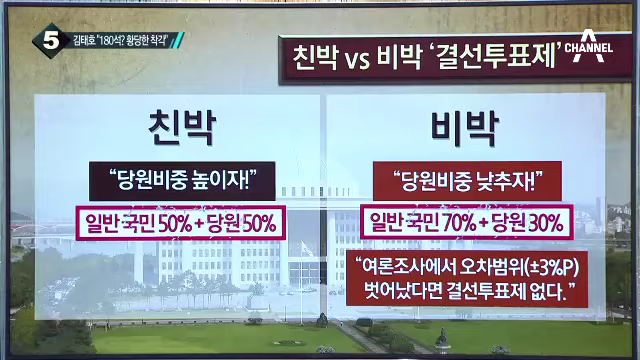 5 김태호 "180석? 황당한 착각"
친박 vs 비박 '결선투표제'
CHANNEL A
친박
"당원비중 높이자!"
일반 국민 50% + 당원 50%
비박
"당원비중 낮추자!"
일반 국민 70% + 당원 30%
"여론조사에서 오차범위(±3%P)
벗어났다면 결선투표제 없다."